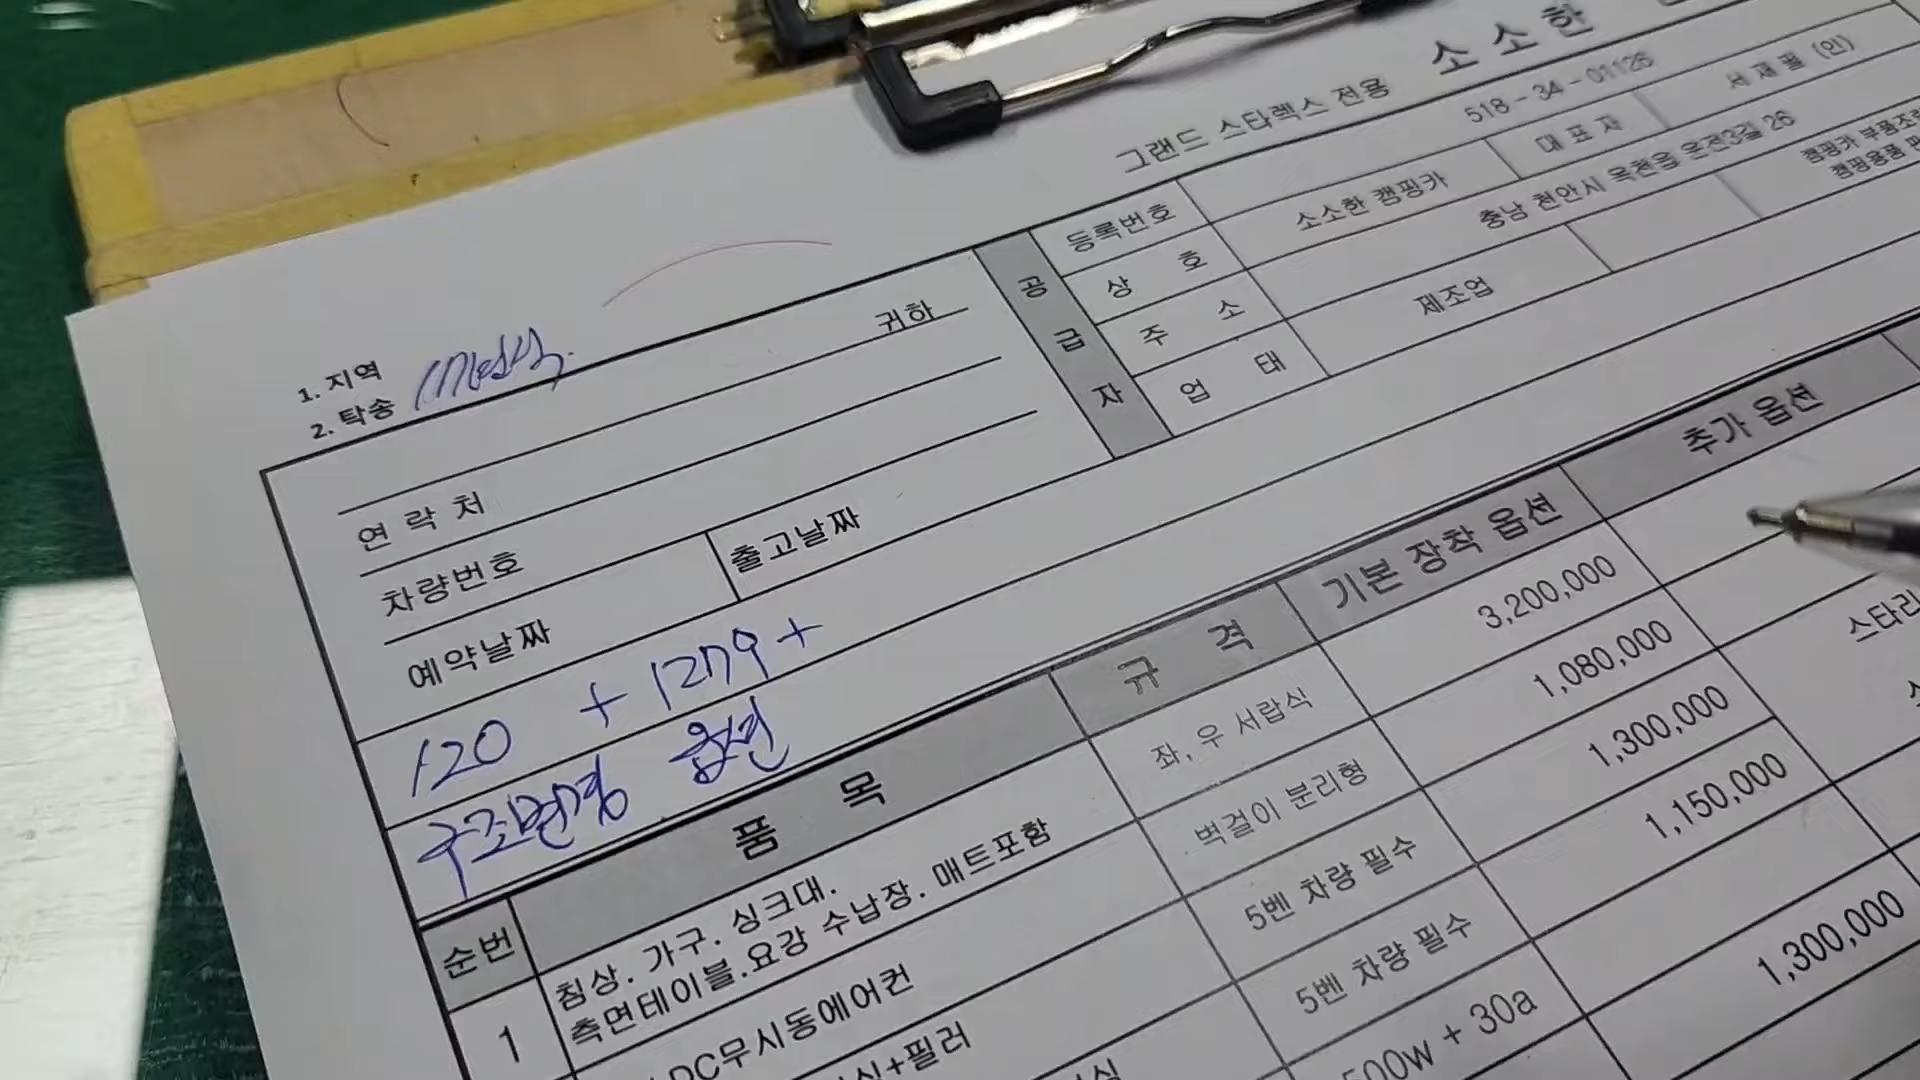 그랜드 스타렉스 전용 소 소 한
1. 지역
2. 탁송
귀하
연 락 처
차량번호
출고날짜
예약날짜
120 + 1279 +
구조변경 옵션
공 급 자
등록번호 518 - 34 - 01126
상 호 소소한 캠핑카 대 표 자 서 재 필 (인)
주 소 충남 천안시 목천읍 운전3길 26
업 태 제조업
순번 품 목 규 격 기본 장착 옵션 추가 옵션
1 침상. 가구. 싱크대.
측면테이블.요강 수납장. 매트포함 좌, 우 서랍식 3,200,000
DC무시동에어컨 벽걸이 분리형 1,080,000
+필러 5벤 차량 필수 1,300,000
5벤 차량 필수 1,150,000
500w + 30a 1,300,000